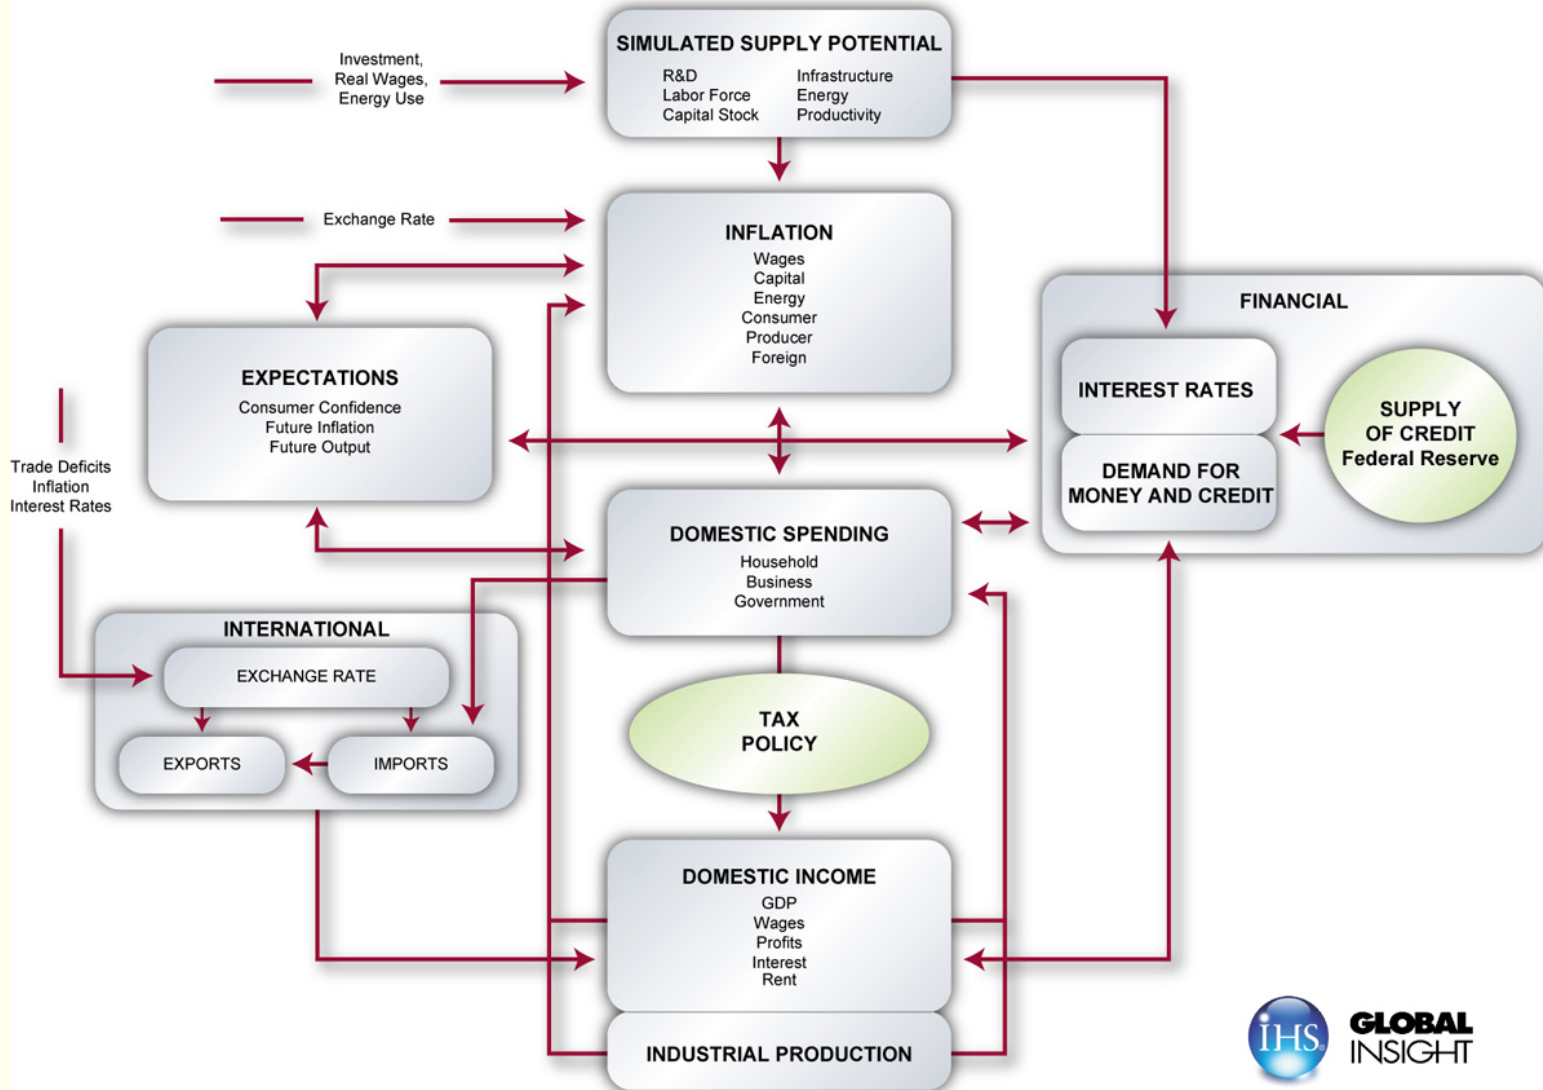 SIMULATED SUPPLY POTENTIAL
R&D
Labor Force
Capital Stock
Infrastructure
Energy
Productivity
Investment,
Real Wages,
Energy Use
Exchange Rate
INFLATION
Wages
Capital
Energy
Consumer
Producer
Foreign
EXPECTATIONS
Consumer Confidence
Future Inflation
Future Output
FINANCIAL
INTEREST RATES
DEMAND FOR
MONEY AND CREDIT
SUPPLY
OF CREDIT
Federal Reserve
Trade Deficits
Inflation
Interest Rates
DOMESTIC SPENDING
Household
Business
Government
INTERNATIONAL
EXCHANGE RATE
EXPORTS
IMPORTS
TAX
POLICY
DOMESTIC INCOME
GDP
Wages
Profits
Interest
Rent
INDUSTRIAL PRODUCTION
IHS
GLOBAL
INSIGHT